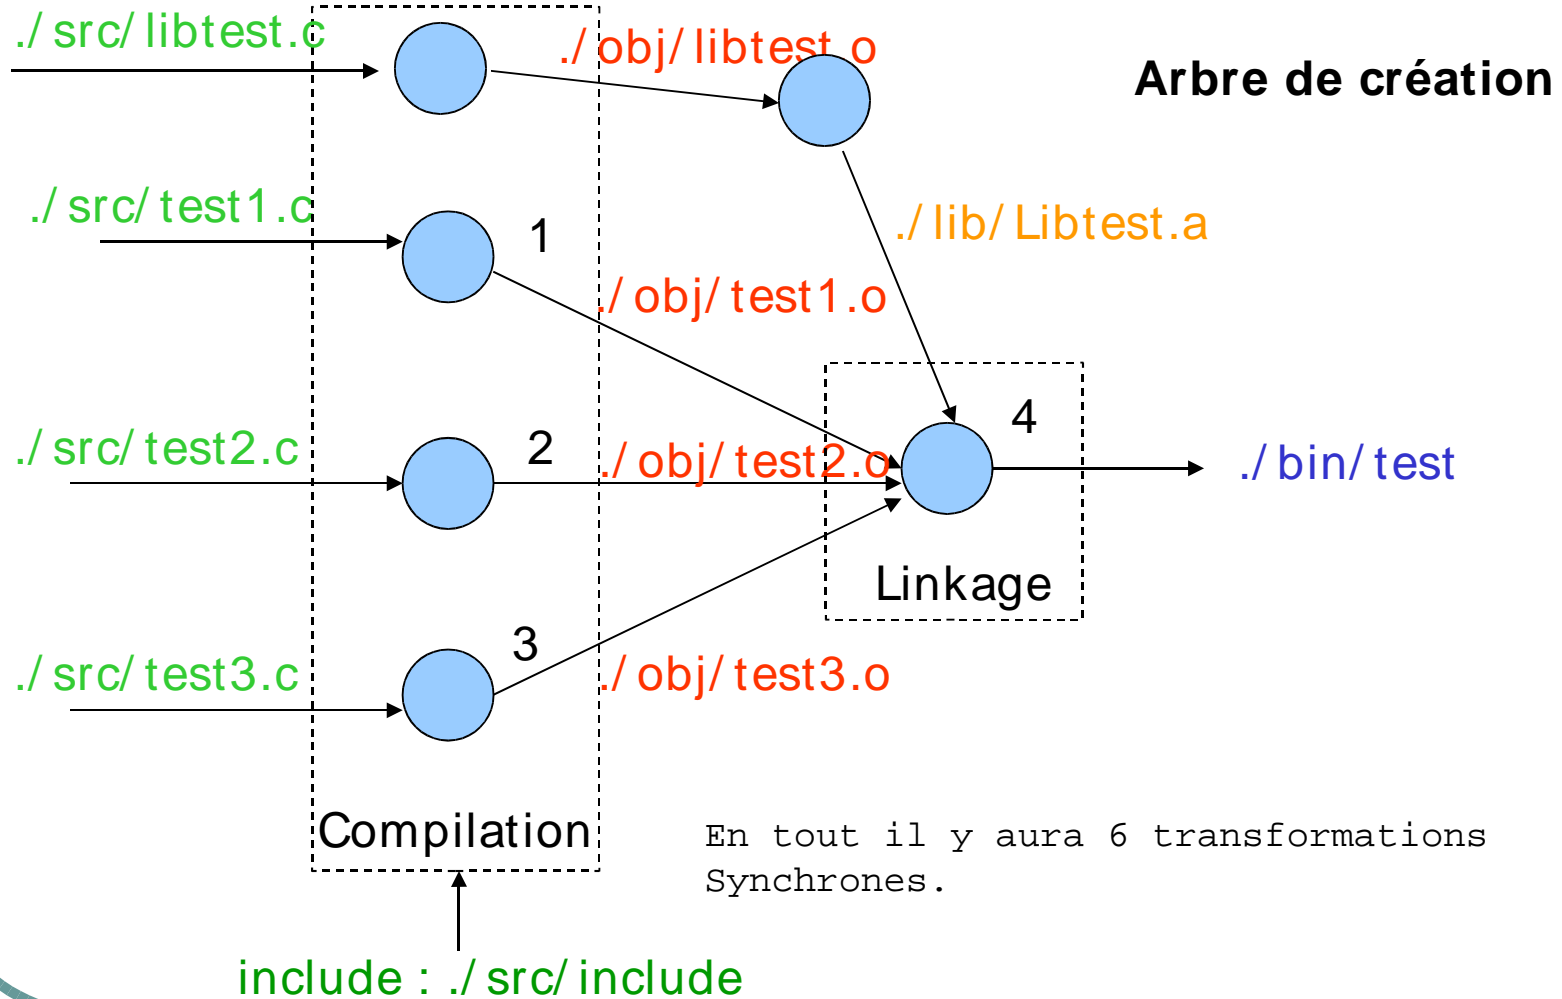 ./src/libtest.c
./obj/libtest.o
Arbre de création
./src/test1.c
1
./lib/Libtest.a
./obj/test1.o
4
./src/test2.c
2
./obj/test2.o
./bin/test
Linkage
3
./src/test3.c
./obj/test3.o
Compilation
En tout il y aura 6 transformations
Synchrones.
include : ./src/include